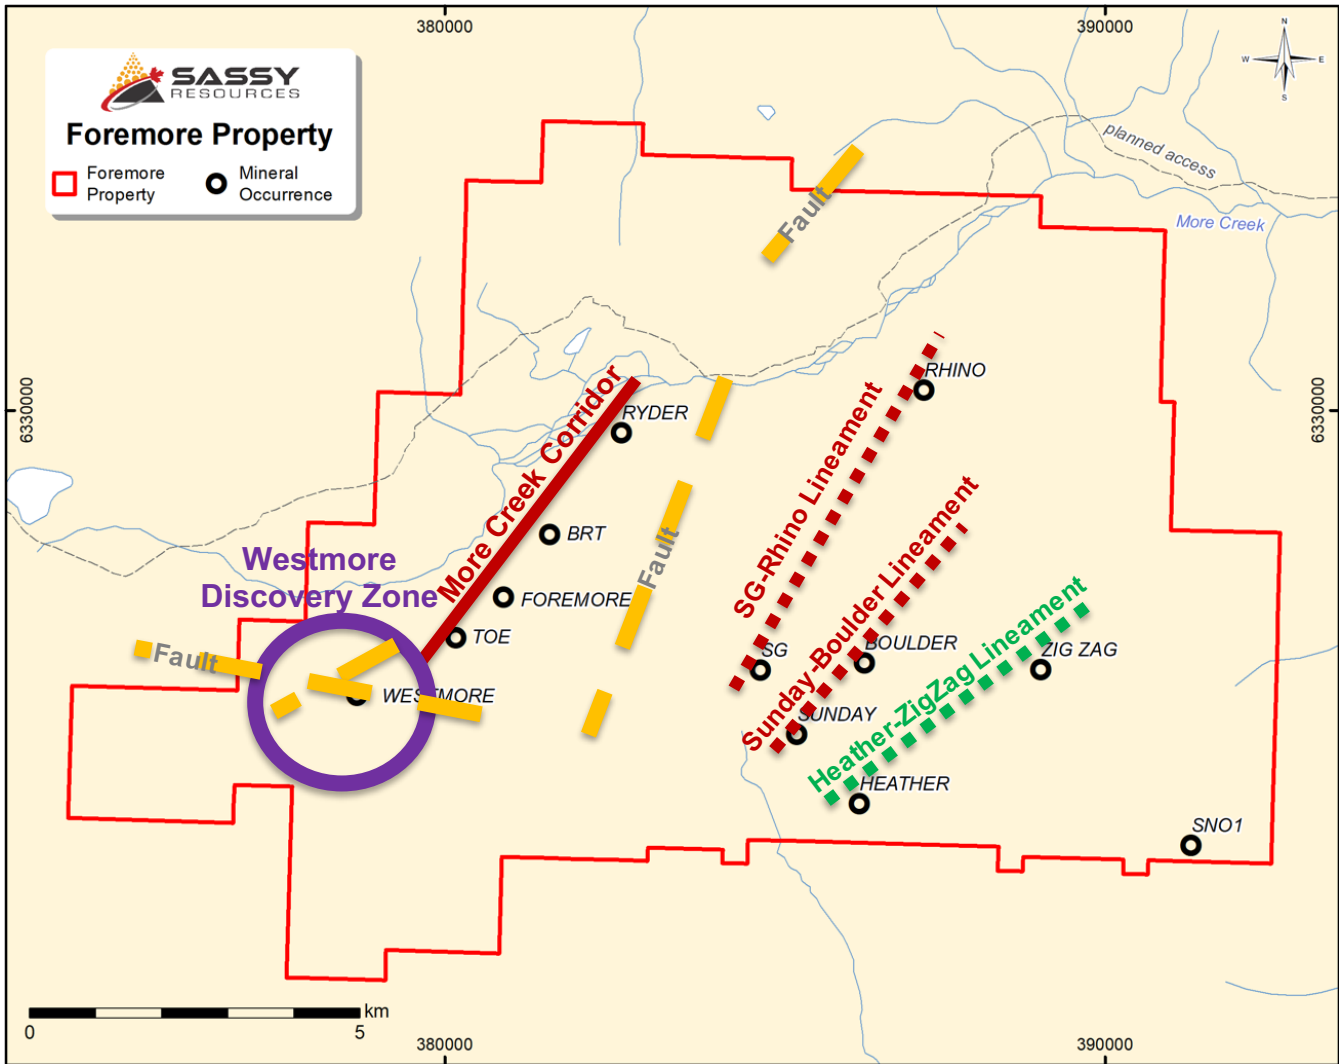 380000
390000
SASSY
RESOURCES
Foremore Property
Foremore
Property
Mineral
Occurrence
N
W
E
S
planned access
More Creek
Fault
6330000
6330000
RHINO
RYDER
More Creek Corridor
SG-Rhino Lineament
BRT
Fault
Sunday-Boulder Lineament
Westmore
Discovery Zone
FOREMORE
TOE
Fault
WESTMORE
SG
BOULDER
ZIG ZAG
Heather-ZigZag Lineament
SUNDAY
HEATHER
SNO1
km
0
5
380000
390000